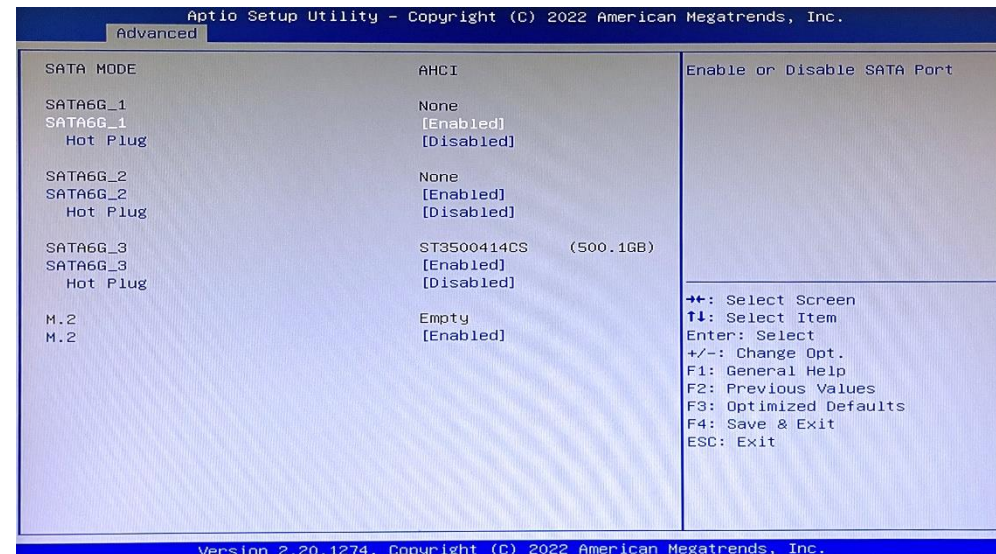 Aptio Setup Utility – Copyright (C) 2022 American Megatrends, Inc.
Advanced
SATA MODE AHCI
SATA6G_1 None
SATA6G_1 [Enabled]
Hot Plug [Disabled]
SATA6G_2 None
SATA6G_2 [Enabled]
Hot Plug [Disabled]
SATA6G_3 ST3500414CS (500.1GB)
SATA6G_3 [Enabled]
Hot Plug [Disabled]
M.2 Empty
M.2 [Enabled]
Enable or Disable SATA Port
→←: Select Screen
↑↓: Select Item
Enter: Select
+/-: Change Opt.
F1: General Help
F2: Previous Values
F3: Optimized Defaults
F4: Save & Exit
ESC: Exit
Version 2.20.1274. Copyright (C) 2022 American Megatrends, Inc.